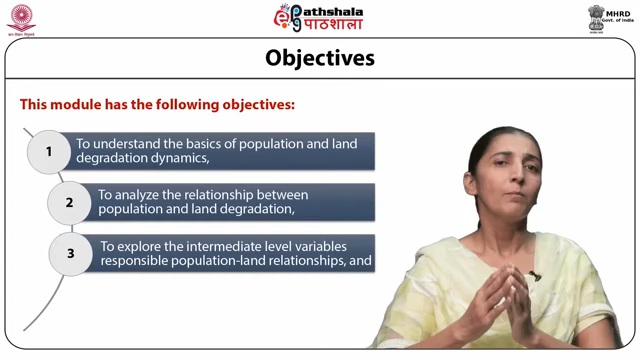 ePathshala
पाठशाला
MHRD
Govt. of India
Objectives
This module has the following objectives:
1
To understand the basics of population and land
degradation dynamics,
2
To analyze the relationship between
population and land degradation,
3
To explore the intermediate level variables
responsible population-land relationships, and